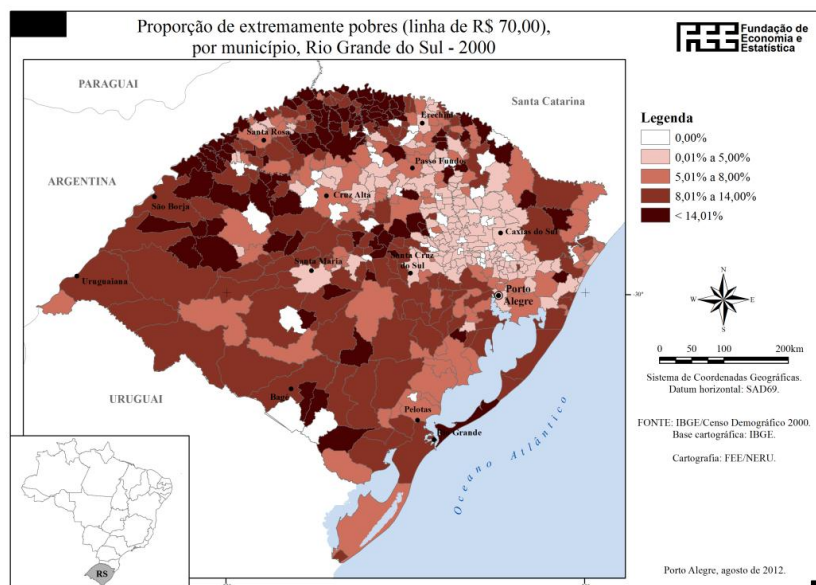 Proporção de extremamente pobres (linha de R$ 70,00),
por município, Rio Grande do Sul - 2000
FEE
Fundação de
Economia e
Estatística
PARAGUAI
Santa Catarina
ARGENTINA
URUGUAI
Erechim
Santa Rosa
Passo Fundo
Cruz Alta
São Borja
Caxias do Sul
Santa Maria
Santa Cruz
do Sul
Uruguaiana
Porto
Alegre
Bagé
Pelotas
Rio Grande
Oceano Atlântico
-30°
Legenda
0,00%
0,01% a 5,00%
5,01% a 8,00%
8,01% a 14,00%
< 14,01%
N
W
E
S
0 25 50 100 200km
Sistema de Coordenadas Geográficas.
Datum horizontal: SAD69.
FONTE: IBGE/Censo Demográfico 2000.
Base cartográfica: IBGE.
Cartografia: FEE/NERU.
Porto Alegre, agosto de 2012.
RS